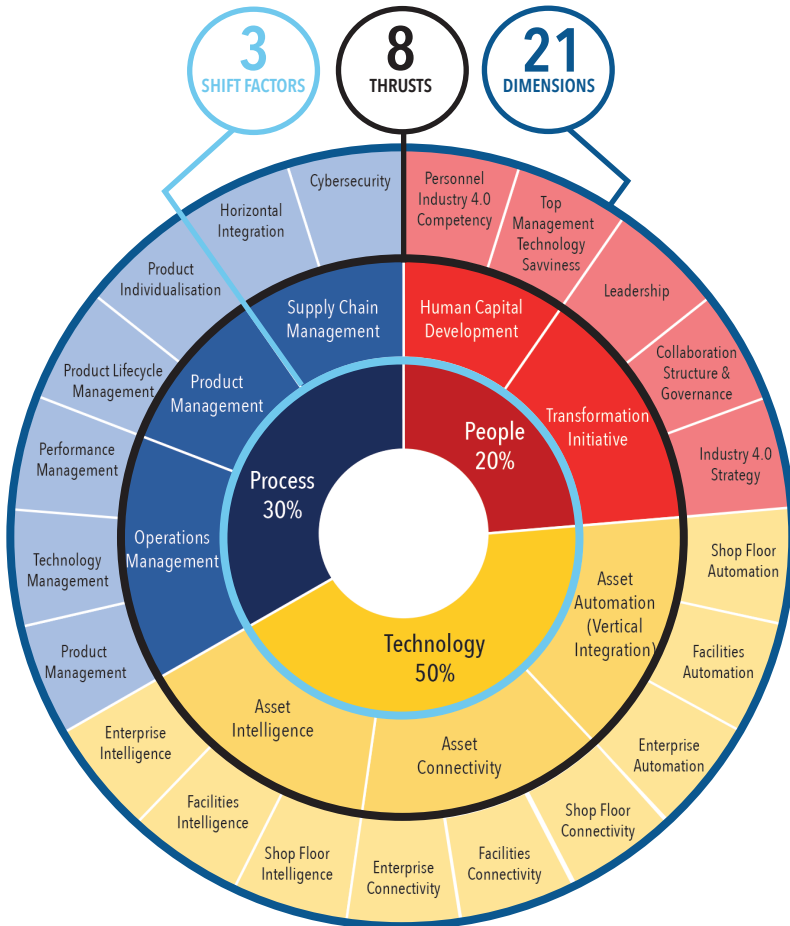 3
SHIFT FACTORS
8
THRUSTS
21
DIMENSIONS
Cybersecurity
Horizontal
Integration
Product
Individualisation
Product Lifecycle
Management
Performance
Management
Technology
Management
Product
Management
Personnel
Industry 4.0
Competency
Top
Management
Technology
Savviness
Leadership
Collaboration
Structure &
Governance
Industry 4.0
Strategy
Shop Floor
Automation
Facilities
Automation
Enterprise
Automation
Shop Floor
Connectivity
Facilities
Connectivity
Enterprise
Connectivity
Shop Floor
Intelligence
Facilities
Intelligence
Enterprise
Intelligence
Supply Chain
Management
Product
Management
Operations
Management
Human Capital
Development
Transformation
Initiative
Asset
Automation
(Vertical
Integration)
Asset
Connectivity
Asset
Intelligence
Process
30%
People
20%
Technology
50%